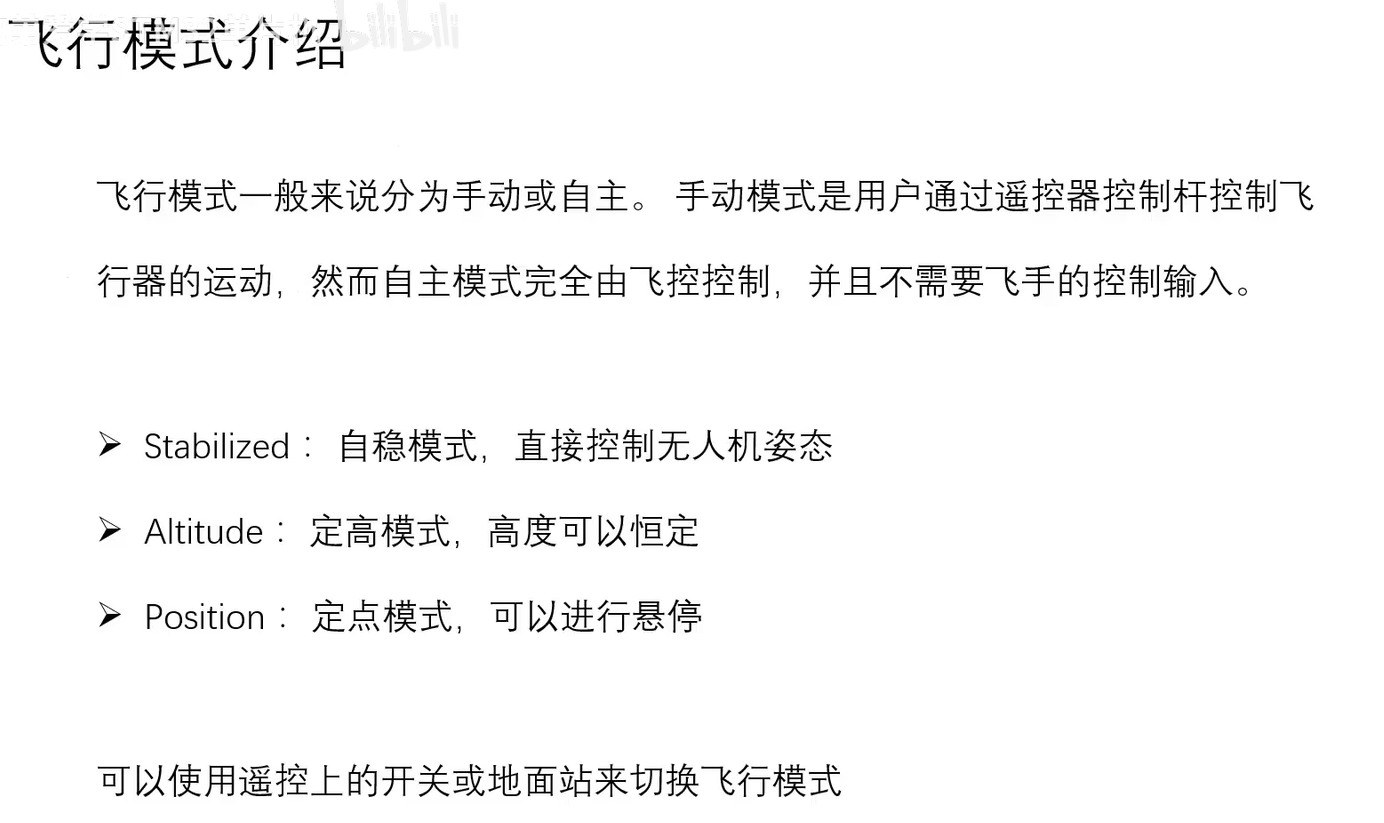 飞行模式介绍
bilibili
飞行模式一般来说分为手动或自主。 手动模式是用户通过遥控器控制杆控制飞
行器的运动，然而自主模式完全由飞控控制，并且不需要飞手的控制输入。
➢ Stabilized： 自稳模式，直接控制无人机姿态
➢ Altitude： 定高模式，高度可以恒定
➢ Position： 定点模式，可以进行悬停
可以使用遥控上的开关或地面站来切换飞行模式